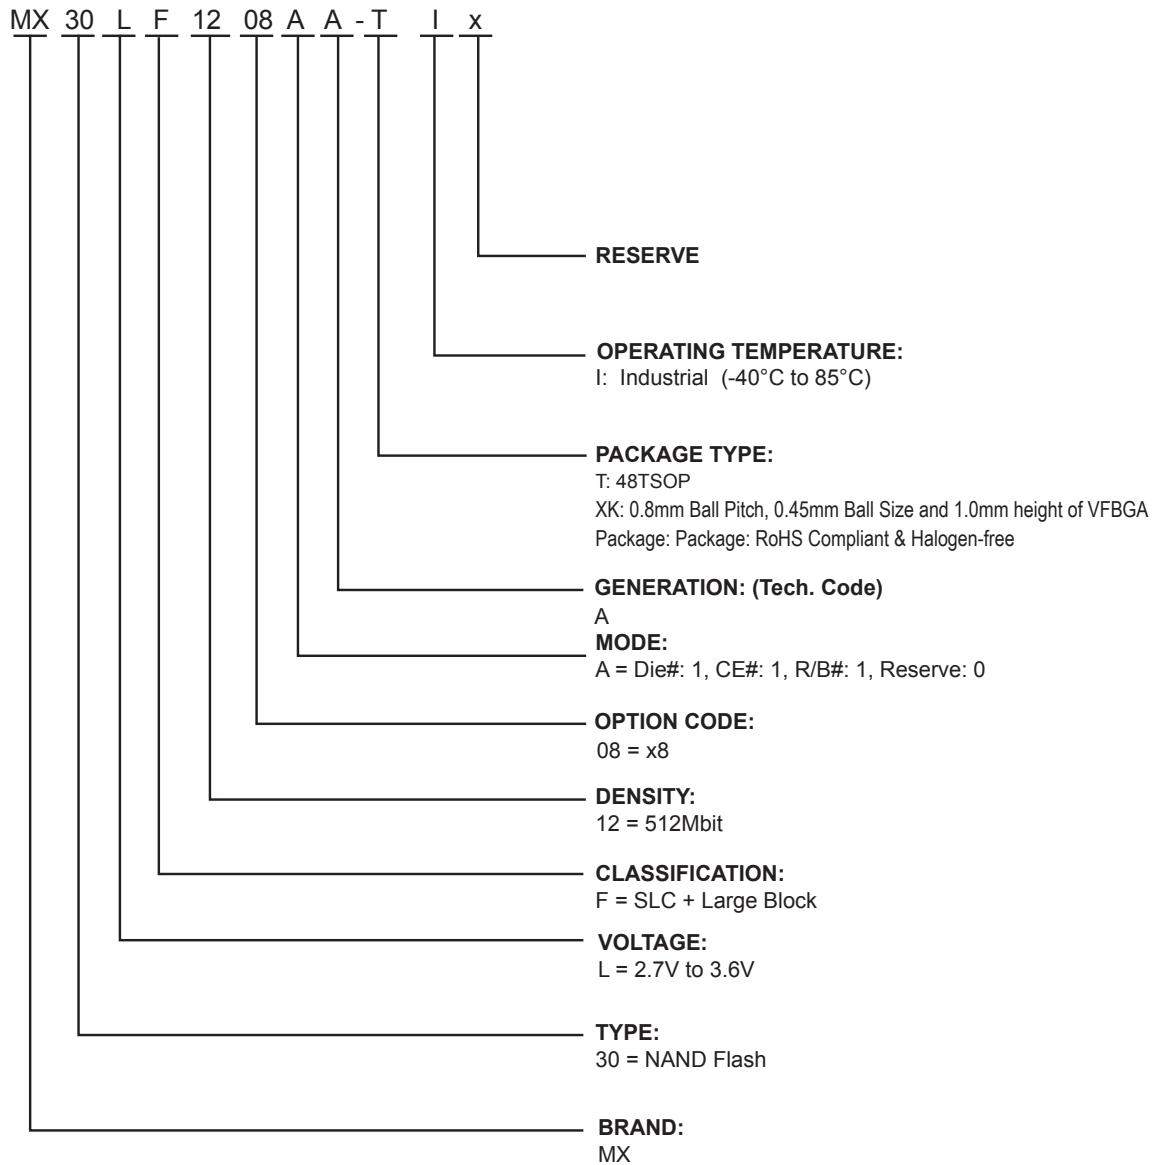 MX 30 L F 12 08 A A - T I x
RESERVE
OPERATING TEMPERATURE:
I: Industrial (-40°C to 85°C)
PACKAGE TYPE:
T: 48TSOP
XK: 0.8mm Ball Pitch, 0.45mm Ball Size and 1.0mm height of VFBGA
Package: Package: RoHS Compliant & Halogen-free
GENERATION: (Tech. Code)
A
MODE:
A = Die#: 1, CE#: 1, R/B#: 1, Reserve: 0
OPTION CODE:
08 = x8
DENSITY:
12 = 512Mbit
CLASSIFICATION:
F = SLC + Large Block
VOLTAGE:
L = 2.7V to 3.6V
TYPE:
30 = NAND Flash
BRAND:
MX